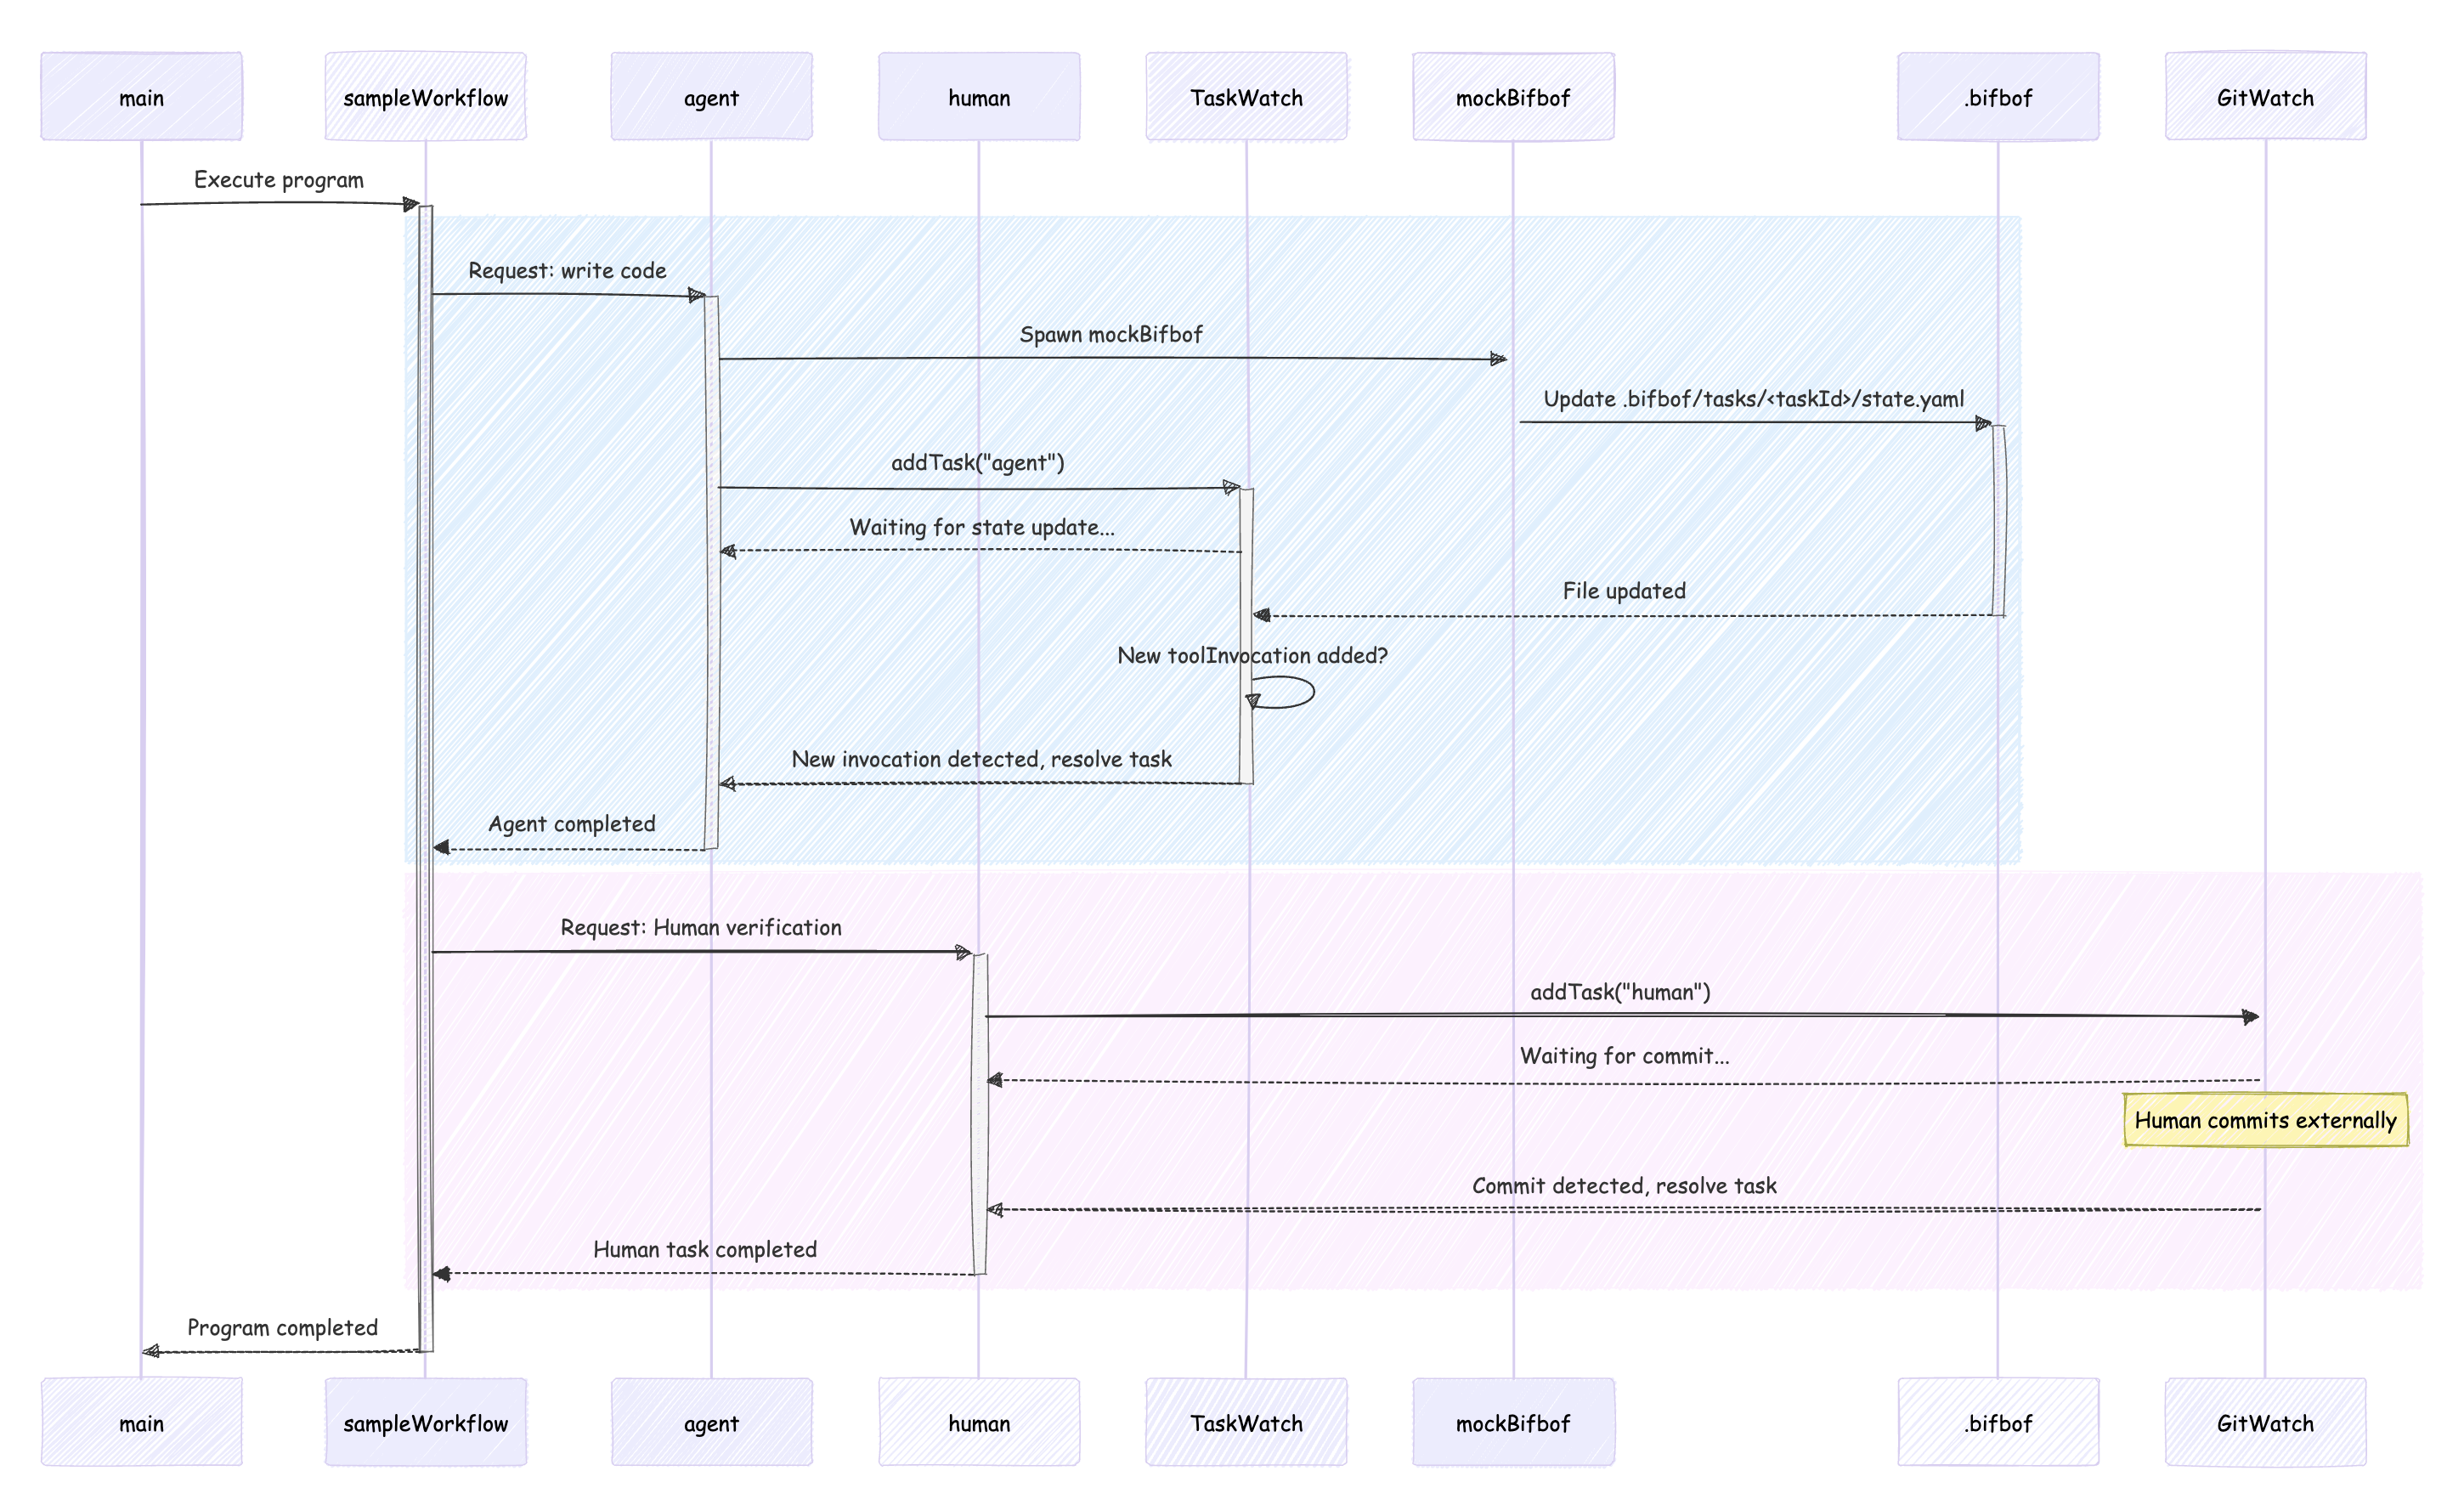 main
sampleWorkflow
agent
human
TaskWatch
mockBifbof
.bifbof
GitWatch
Execute program
Request: write code
Spawn mockBifbof
Update .bifbof/tasks/<taskId>/state.yaml
addTask("agent")
Waiting for state update...
File updated
New toolInvocation added?
New invocation detected, resolve task
Agent completed
Request: Human verification
addTask("human")
Waiting for commit...
Human commits externally
Commit detected, resolve task
Human task completed
Program completed
main
sampleWorkflow
agent
human
TaskWatch
mockBifbof
.bifbof
GitWatch